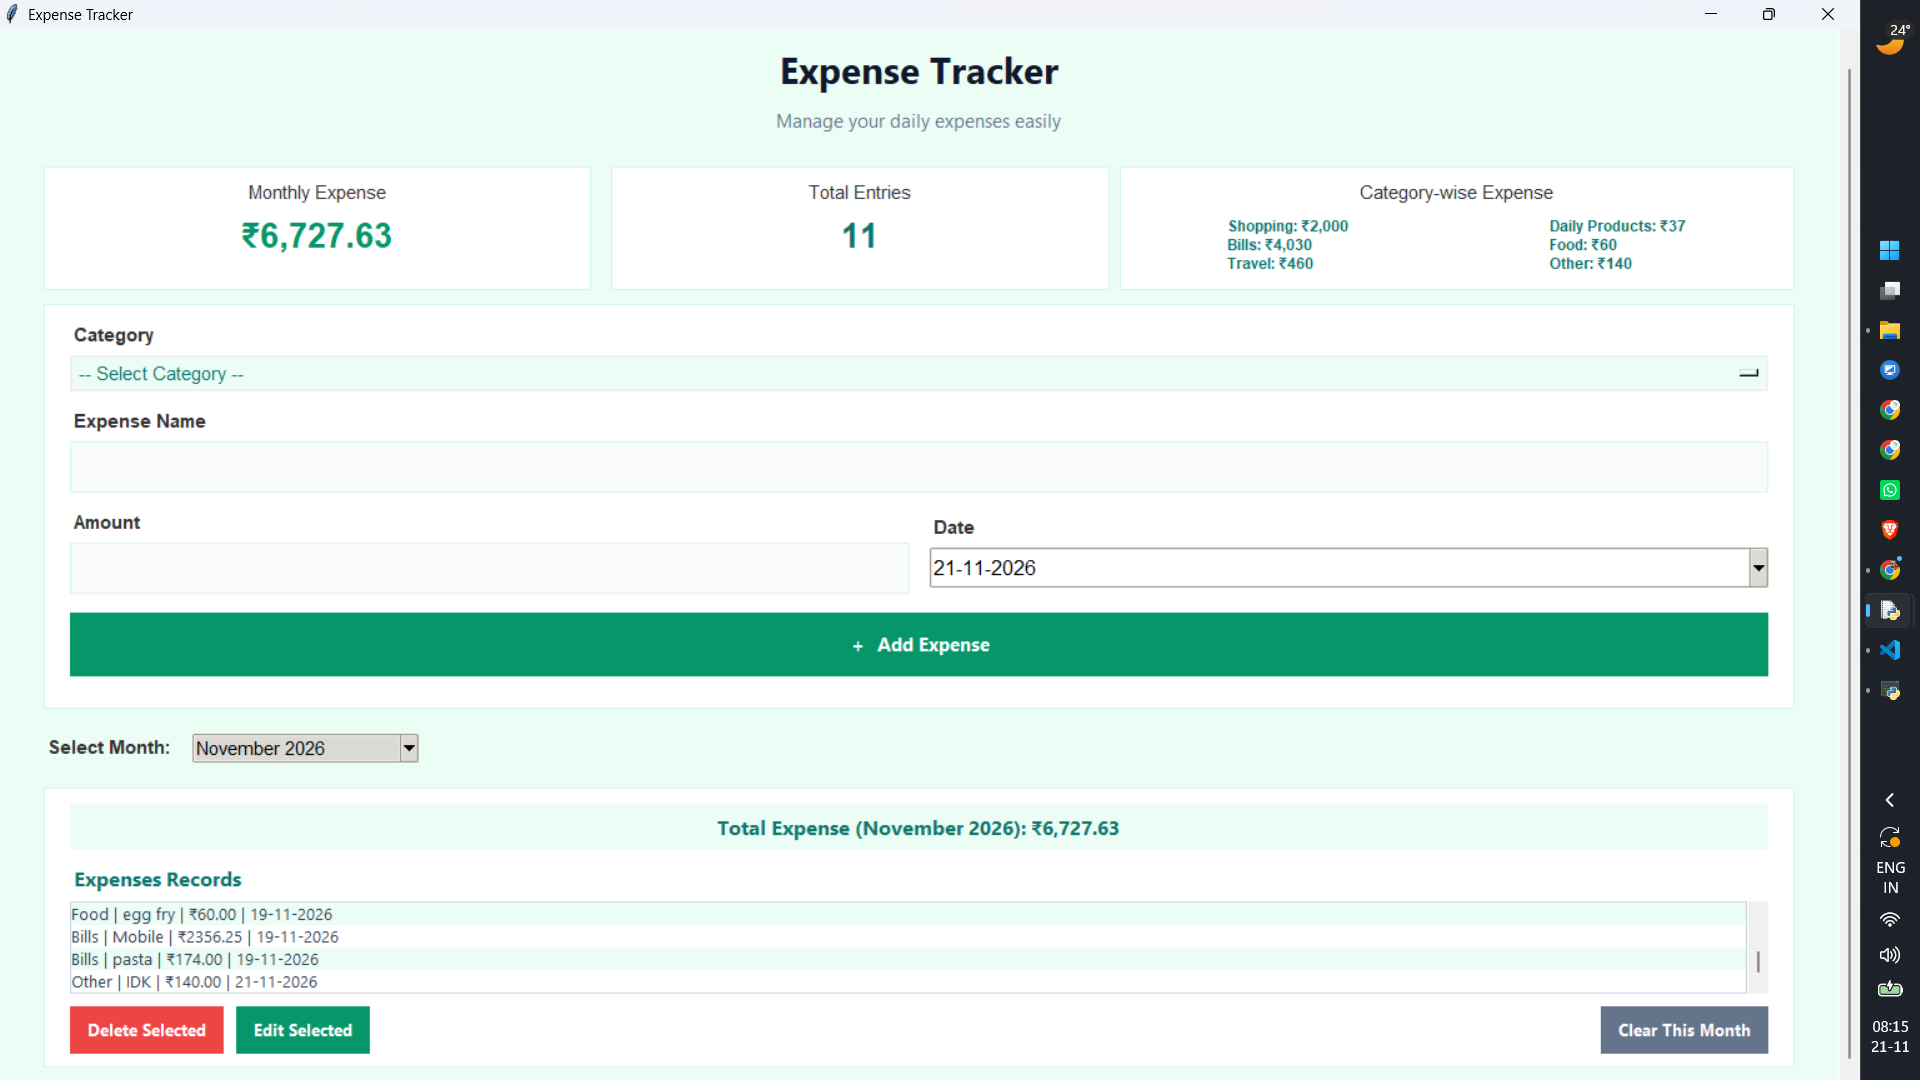 Expense Tracker
Expense Tracker
Manage your daily expenses easily
Monthly Expense
₹6,727.63
Total Entries
11
Category-wise Expense
Shopping: ₹2,000
Bills: ₹4,030
Travel: ₹460
Daily Products: ₹37
Food: ₹60
Other: ₹140
Category
-- Select Category --
Expense Name
Amount
Date
21-11-2026
+ Add Expense
Select Month:
November 2026
Total Expense (November 2026): ₹6,727.63
Expenses Records
Food | egg fry | ₹60.00 | 19-11-2026
Bills | Mobile | ₹2356.25 | 19-11-2026
Bills | pasta | ₹174.00 | 19-11-2026
Other | IDK | ₹140.00 | 21-11-2026
Delete Selected
Edit Selected
Clear This Month
24°
ENG
IN
08:15
21-11